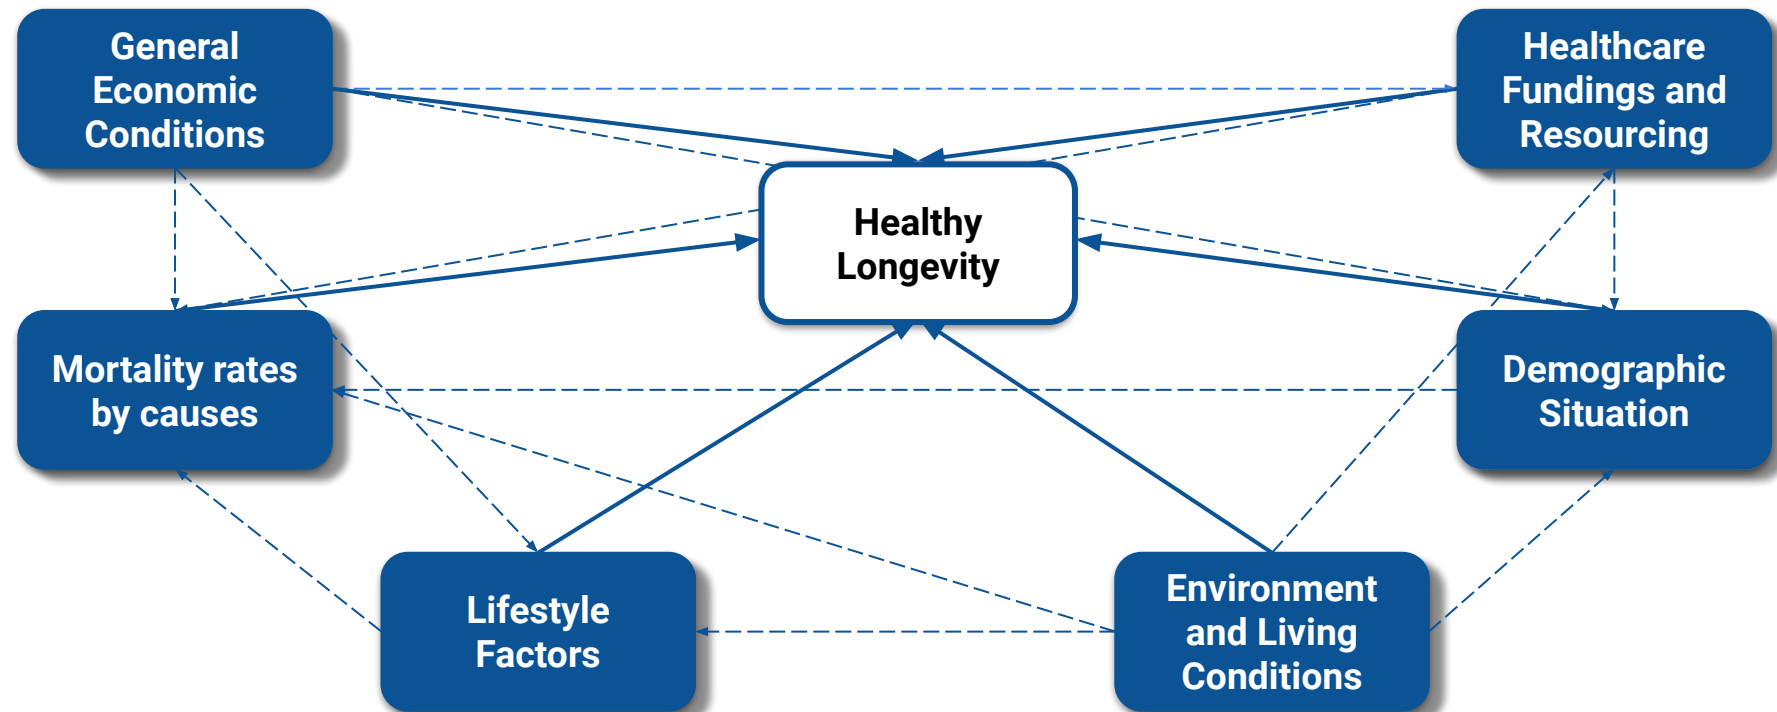 General
Economic
Conditions
Healthcare
Fundings and
Resourcing
Healthy
Longevity
Mortality rates
by causes
Demographic
Situation
Lifestyle
Factors
Environment
and Living
Conditions